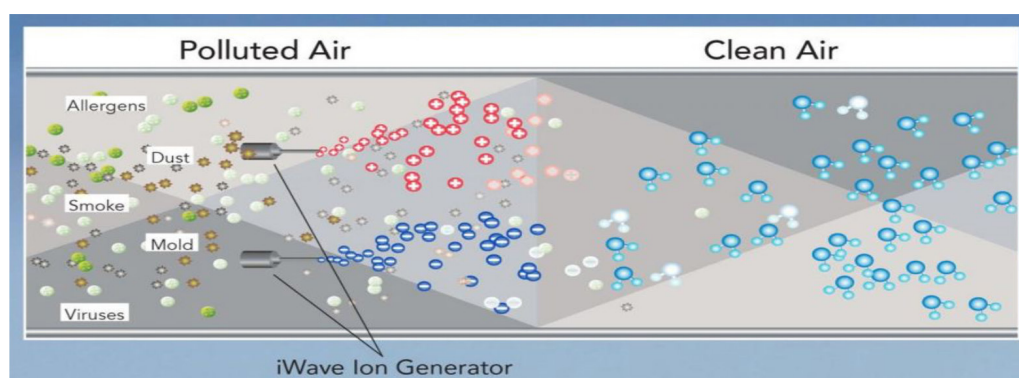 Polluted Air
Clean Air
Allergens
Dust
Smoke
Mold
Viruses
iWave Ion Generator